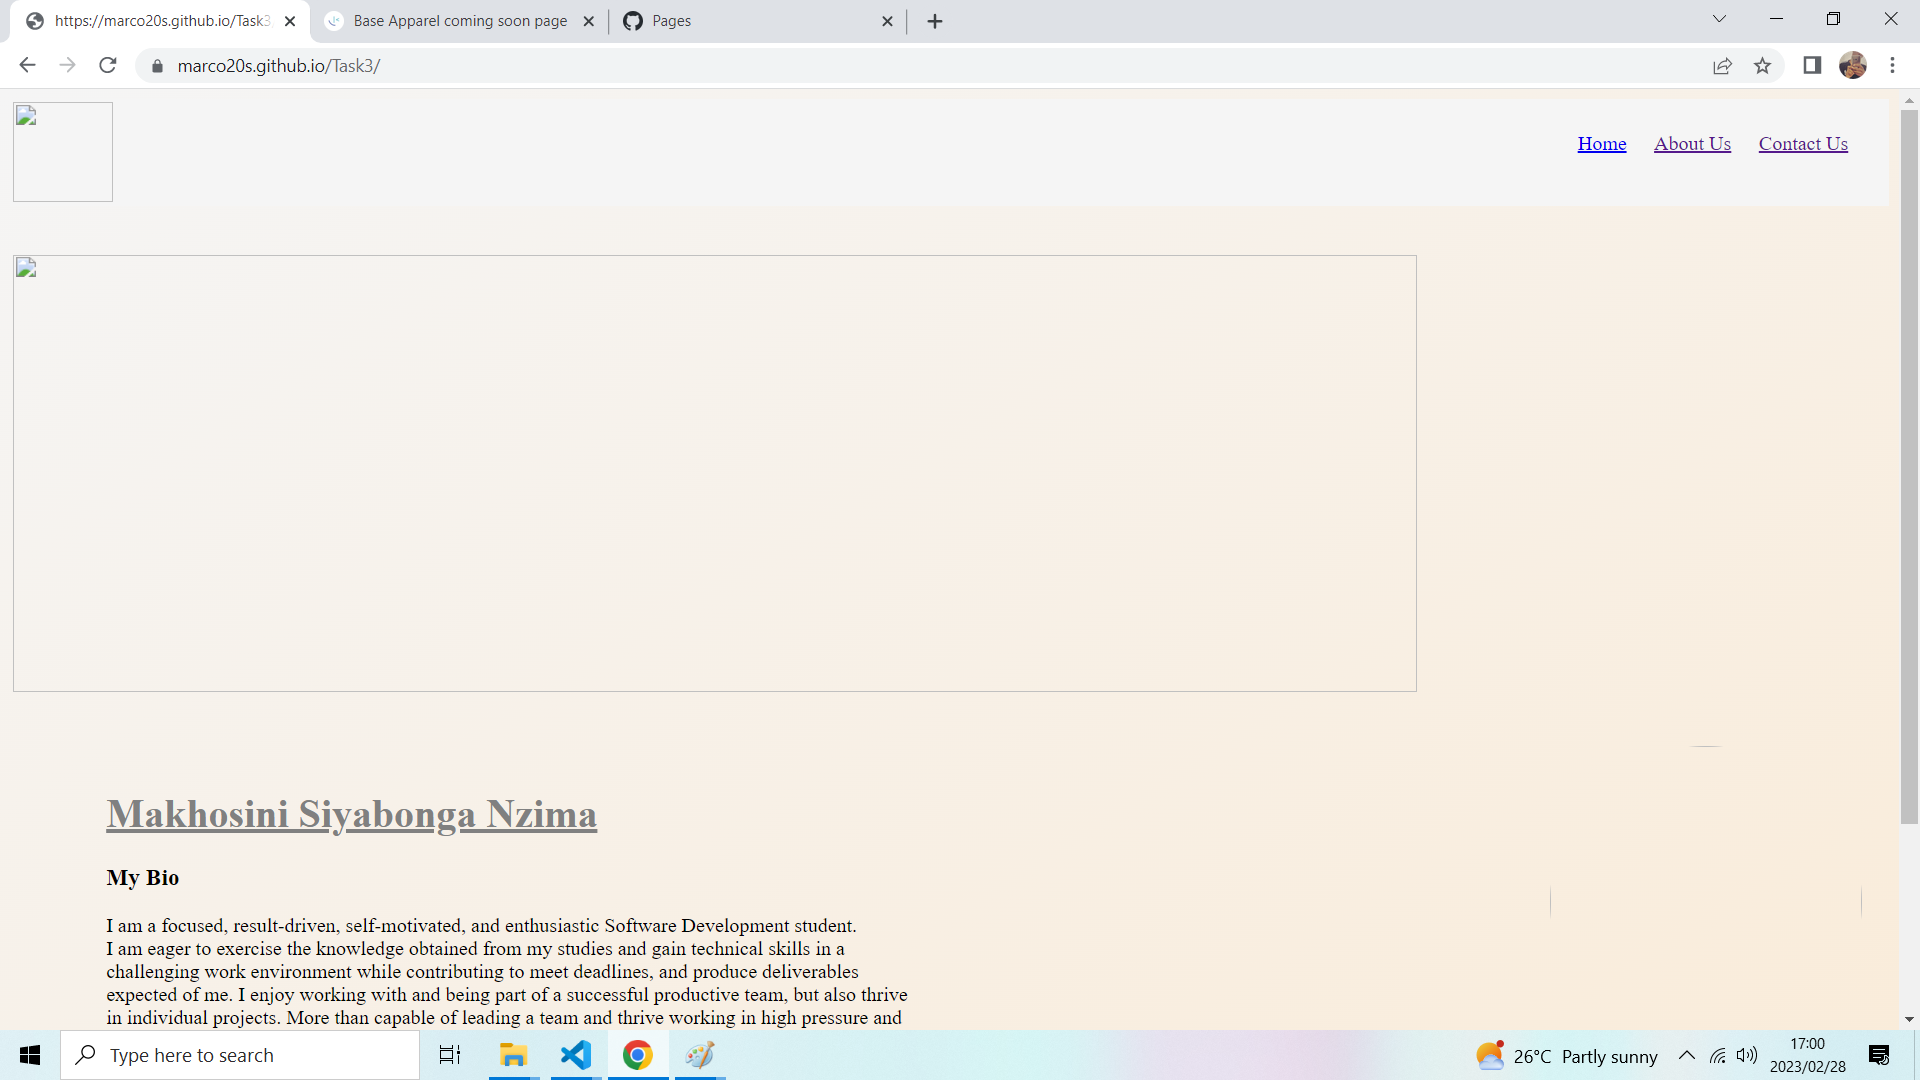 https://marco20s.github.io/Task3
Base Apparel coming soon page
Pages
marco20s.github.io/Task3/
Home About Us Contact Us
Makhosini Siyabonga Nzima
My Bio
I am a focused, result-driven, self-motivated, and enthusiastic Software Development student.
I am eager to exercise the knowledge obtained from my studies and gain technical skills in a
challenging work environment while contributing to meet deadlines, and produce deliverables
expected of me. I enjoy working with and being part of a successful productive team, but also thrive
in individual projects. More than capable of leading a team and thrive working in high pressure and
Type here to search
26°C Partly sunny
17:00
2023/02/28